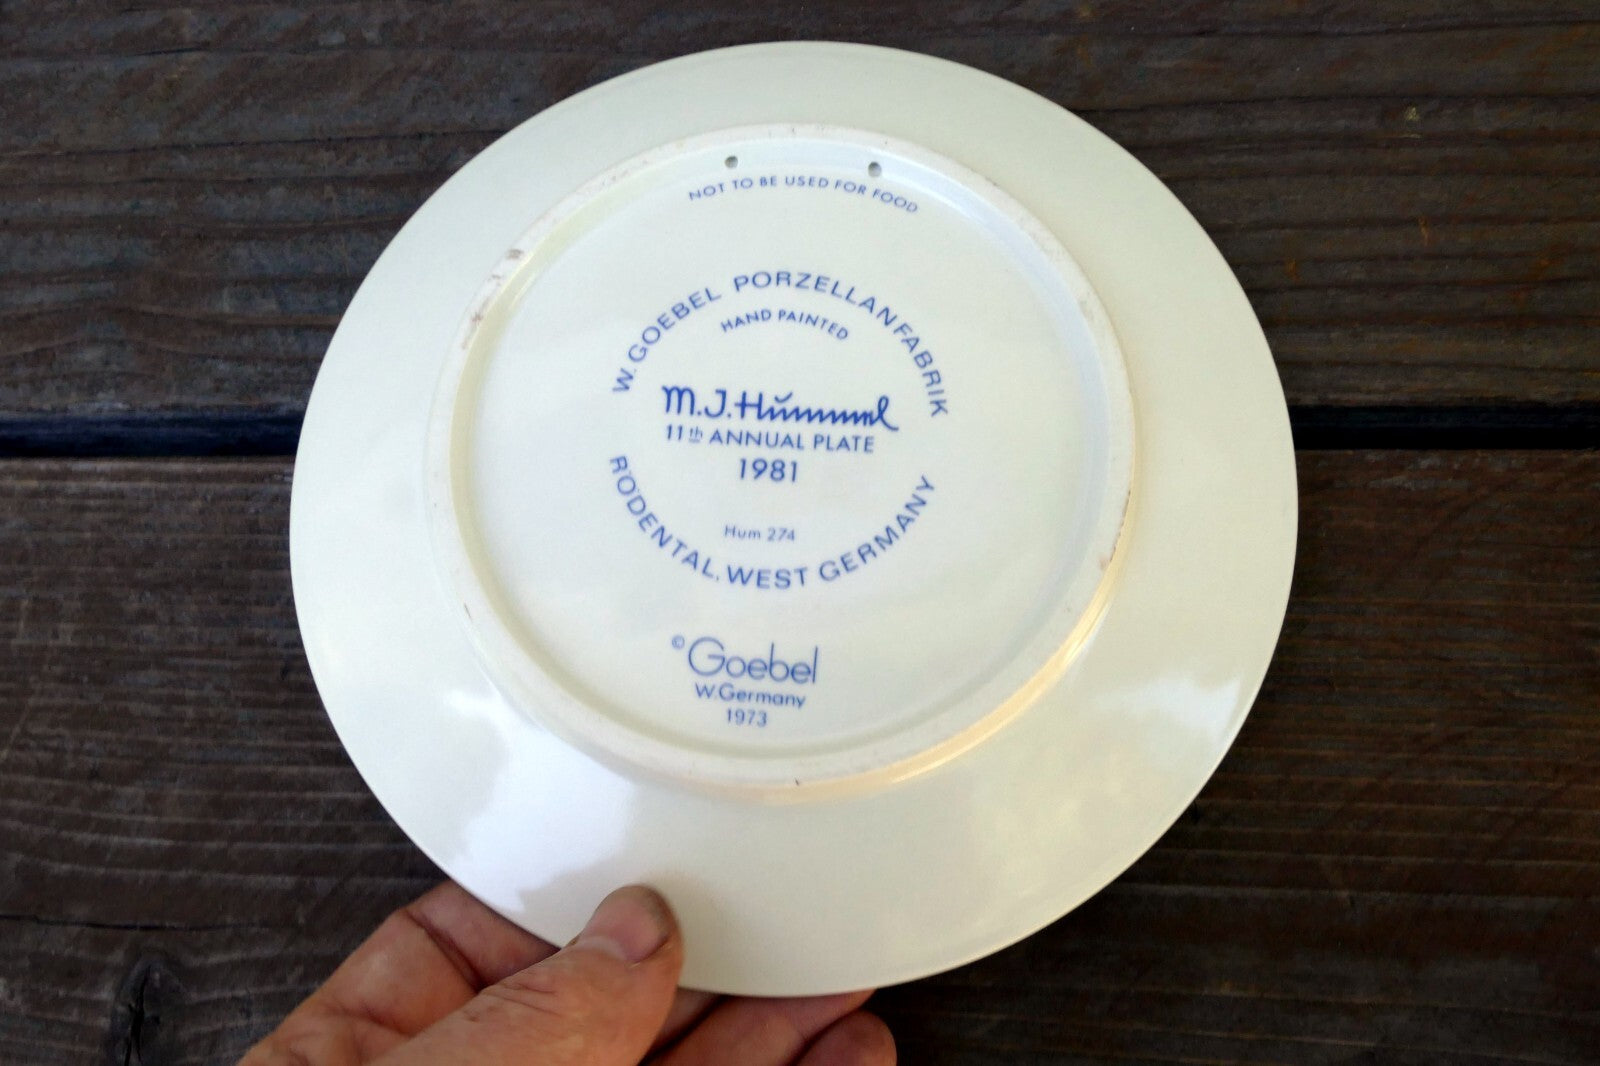 NOT TO BE USED FOR FOOD
W. GOEBEL PORZELLANFABRIK
HAND PAINTED
M.J.Hummel
11th ANNUAL PLATE
1981
Hum 274
RÖDENTAL, WEST GERMANY
© Goebel
W.Germany
1973